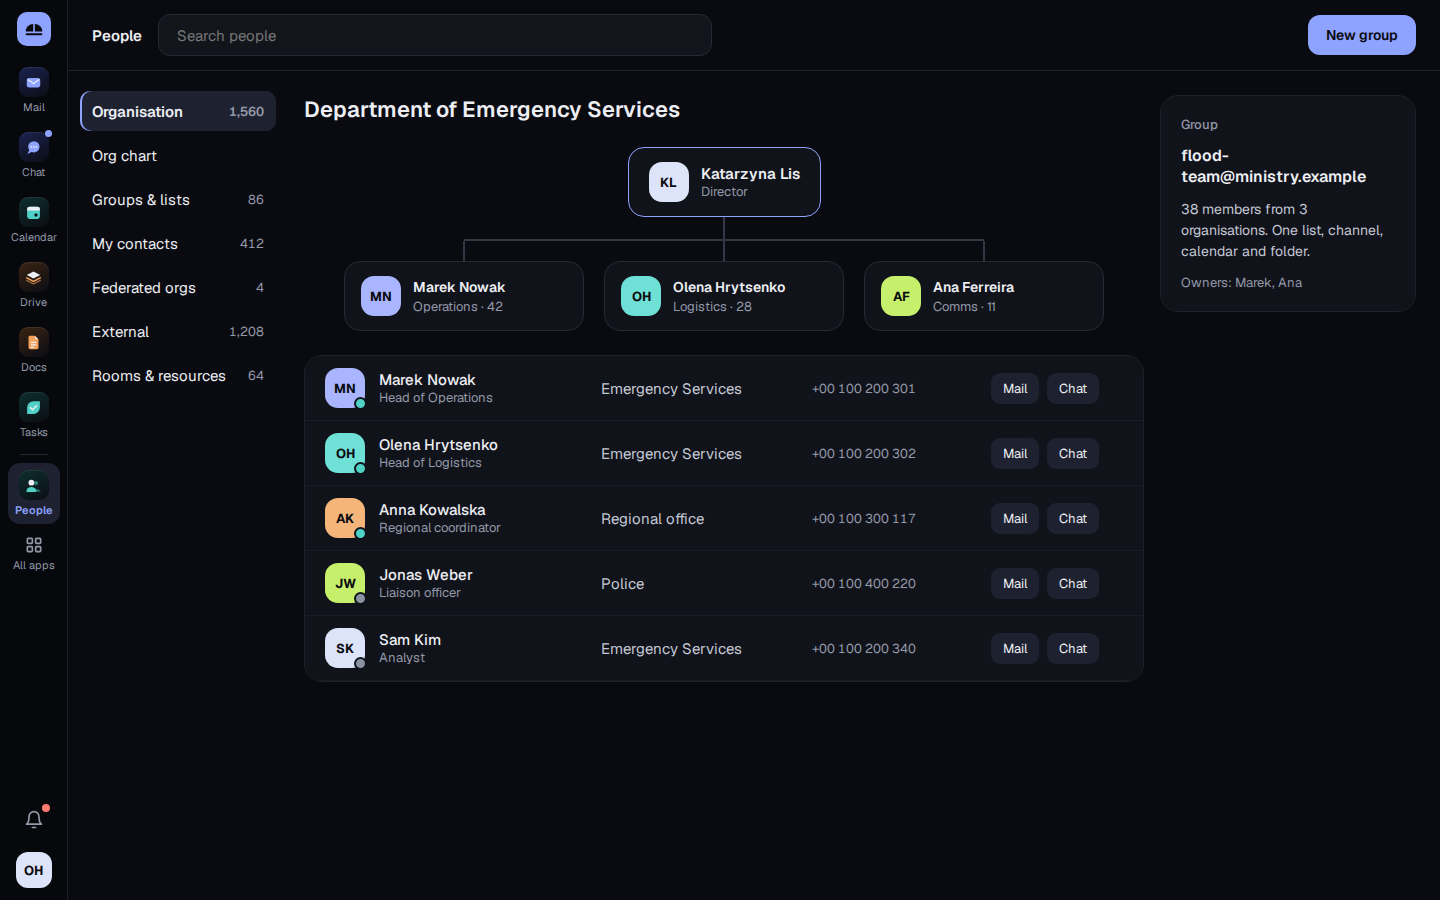 People
Search people
New group
Mail
Chat
Calendar
Drive
Docs
Tasks
People
All apps
OH
Organisation 1,560
Org chart
Groups & lists 86
My contacts 412
Federated orgs 4
External 1,208
Rooms & resources 64
Department of Emergency Services
KL Katarzyna Lis
Director
MN Marek Nowak
Operations · 42
OH Olena Hrytsenko
Logistics · 28
AF Ana Ferreira
Comms · 11
MN Marek Nowak
Head of Operations
Emergency Services
+00 100 200 301
Mail Chat
OH Olena Hrytsenko
Head of Logistics
Emergency Services
+00 100 200 302
Mail Chat
AK Anna Kowalska
Regional coordinator
Regional office
+00 100 300 117
Mail Chat
JW Jonas Weber
Liaison officer
Police
+00 100 400 220
Mail Chat
SK Sam Kim
Analyst
Emergency Services
+00 100 200 340
Mail Chat
Group
flood-
team@ministry.example
38 members from 3
organisations. One list, channel,
calendar and folder.
Owners: Marek, Ana